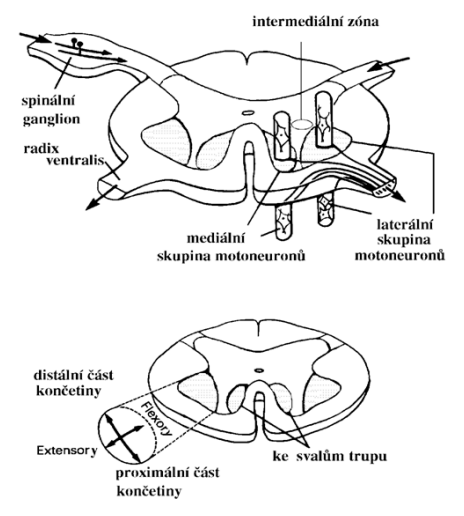 intermediální zóna
spinální
ganglion
radix
ventralis
mediální
skupina motoneuronů
laterální
skupina
motoneuronů
distální část
končetiny
Flexory
Extensory
proximální část
končetiny
ke svalům trupu